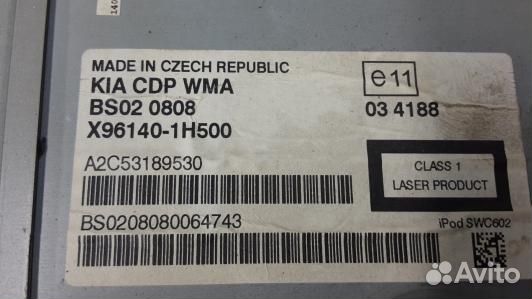 140
MADE IN CZECH REPUBLIC
KIA CDP WMA
BS02 0808
X96140-1H500
e11
03 4188
A2C53189530
CLASS 1
LASER PRODUCT
BS0208080064743
iPod SWC602
Avito